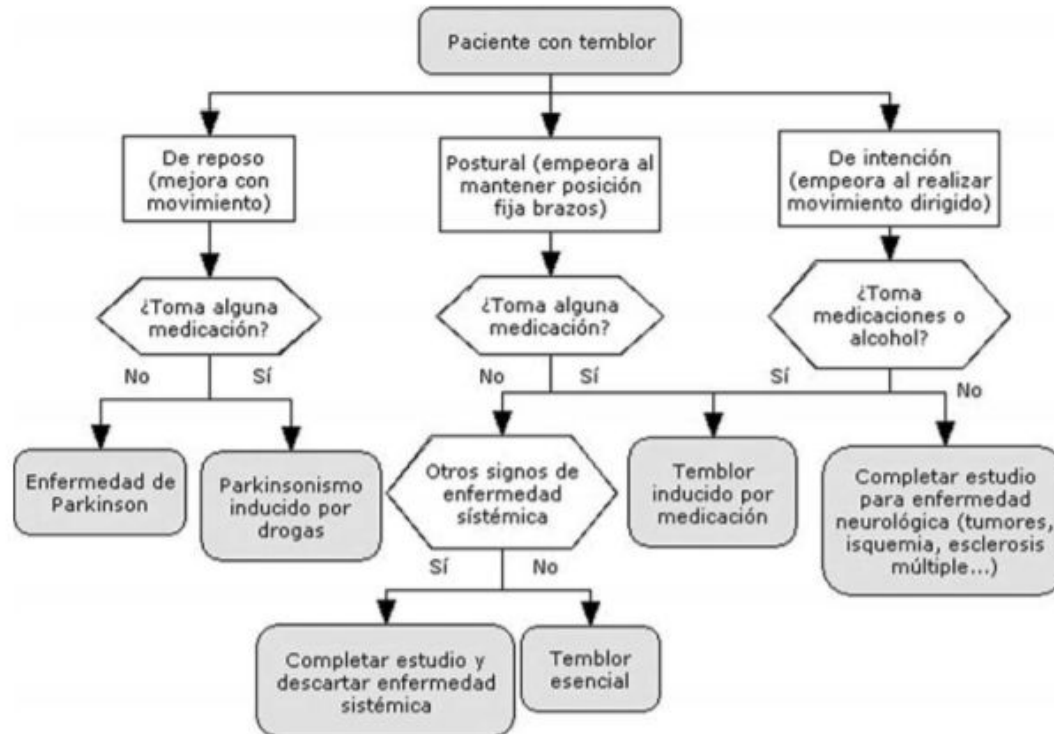 Paciente con temblor
De reposo
(mejora con
movimiento)
Postural (empeora al
mantener posición
fija brazos)
De intención
(empeora al realizar
movimiento dirigido)
¿Toma alguna
medicación?
¿Toma alguna
medicación?
¿Toma
medicaciones o
alcohol?
No
Sí
No
Sí
Sí
No
Enfermedad de
Parkinson
Parkinsonismo
inducido por
drogas
Otros signos de
enfermedad
sístémica
Temblor
inducido por
medicación
Completar estudio
para enfermedad
neurológica (tumores,
isquemia, esclerosis
múltiple...)
Sí
No
Completar estudio y
descartar enfermedad
sistémica
Temblor
esencial